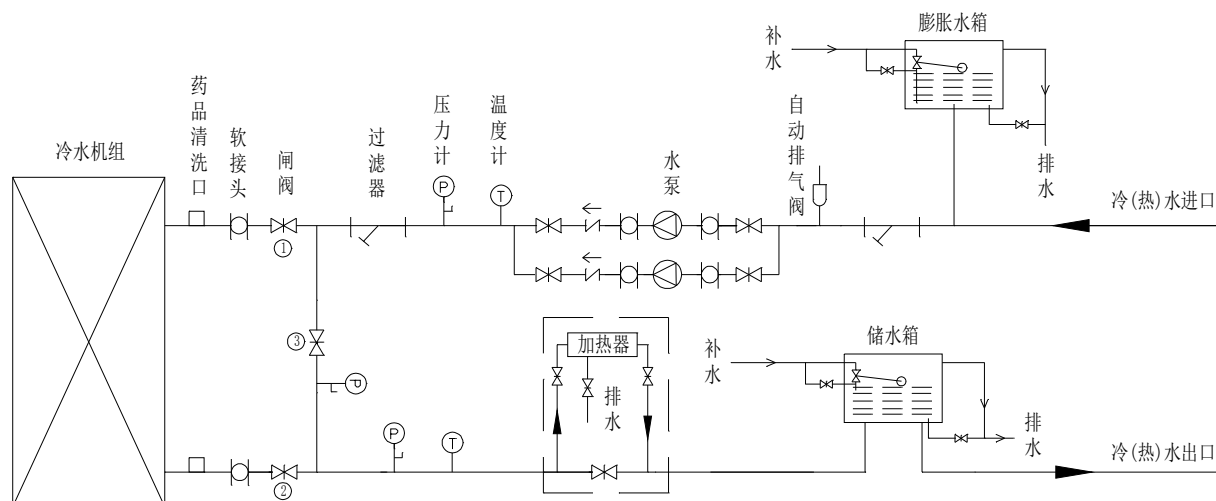 膨胀水箱
补水
排水
药品清洗口
软接头
闸阀
过滤器
压力计
温度计
水泵
自动排气阀
冷水机组
P
T
冷(热)水进口
①
③
P
加热器
排水
储水箱
补水
排水
P
T
冷(热)水出口
②